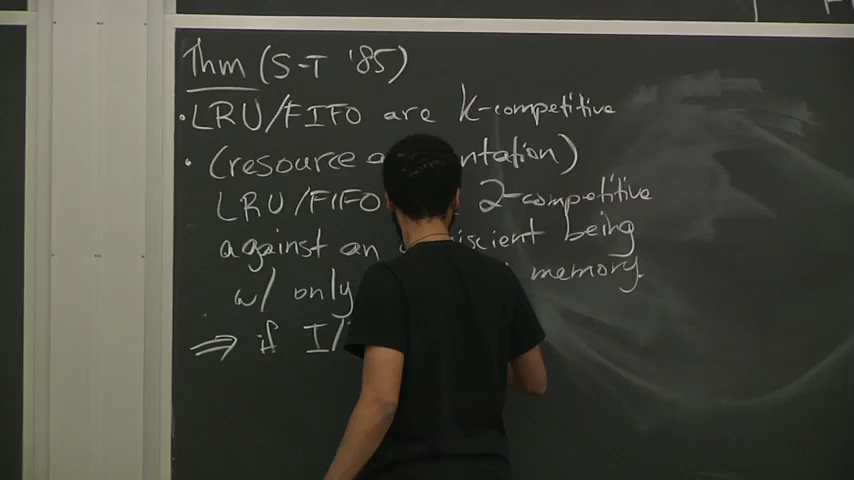 Thm (S-T '85)
• LRU/FIFO are k-competitive
• (resource a ntation)
LRU/FIFO 2-competitive
against an iscient being
w/ only memory.
⇒ if I/